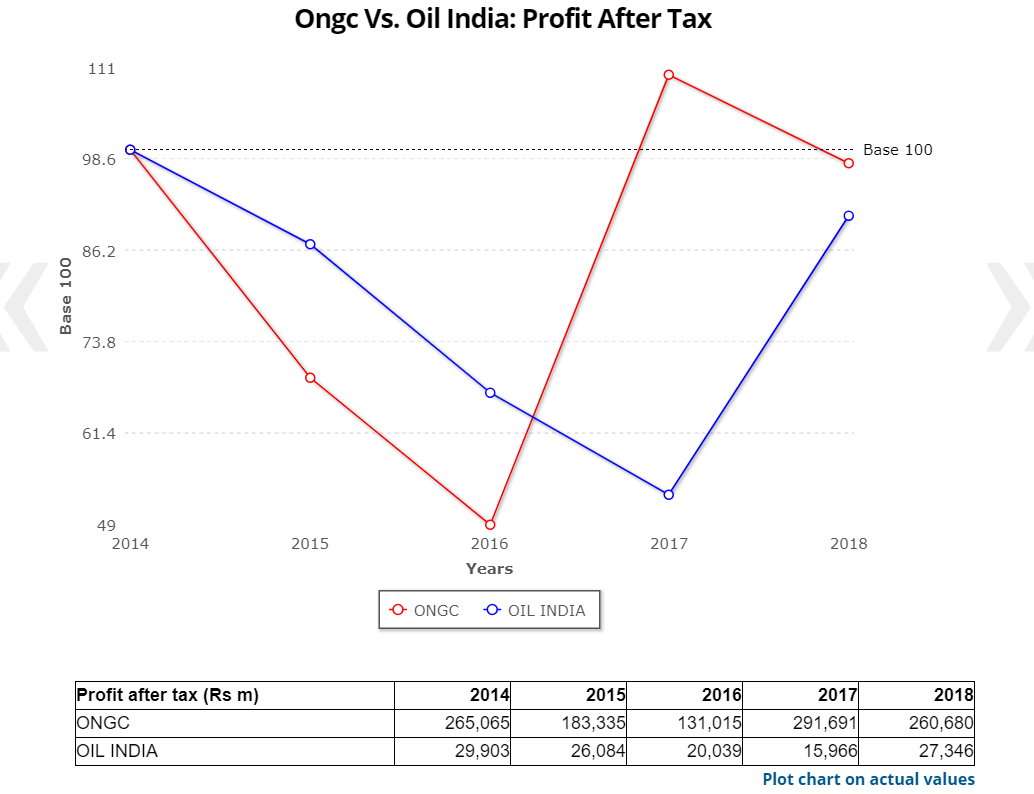 Ongc Vs. Oil India: Profit After Tax
111
98.6
86.2
73.8
61.4
49
Base 100
Base 100
2014 2015 2016 2017 2018
Years
ONGC OIL INDIA
Profit after tax (Rs m) 2014 2015 2016 2017 2018
ONGC 265,065 183,335 131,015 291,691 260,680
OIL INDIA 29,903 26,084 20,039 15,966 27,346
Plot chart on actual values